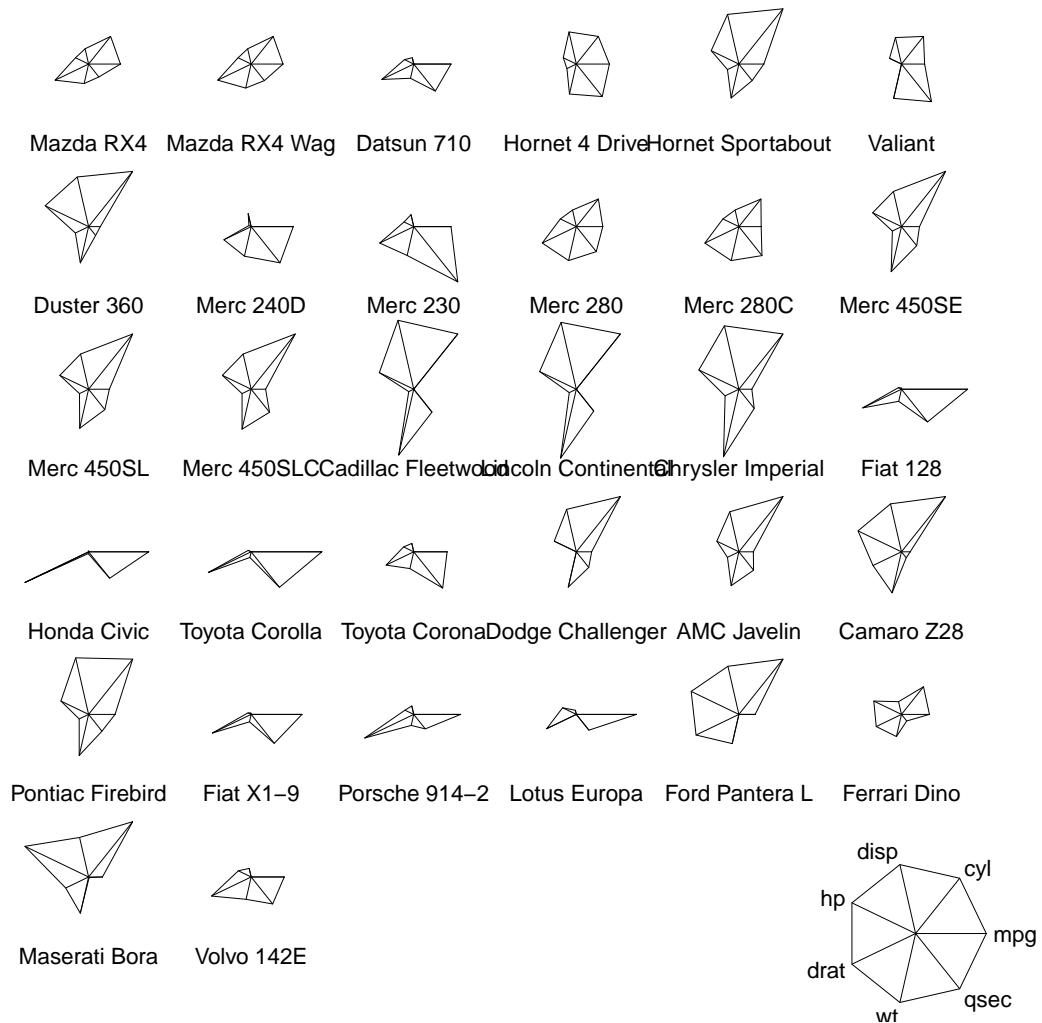 Mazda RX4 Mazda RX4 Wag Datsun 710 Hornet 4 Drive Hornet Sportabout Valiant
Duster 360 Merc 240D Merc 230 Merc 280 Merc 280C Merc 450SE
Merc 450SL Merc 450SLC Cadillac Fleetwood Lincoln Continental Chrysler Imperial Fiat 128
Honda Civic Toyota Corolla Toyota Corona Dodge Challenger AMC Javelin Camaro Z28
Pontiac Firebird Fiat X1−9 Porsche 914−2 Lotus Europa Ford Pantera L Ferrari Dino
Maserati Bora Volvo 142E
disp
cyl
hp
mpg
drat
qsec
wt